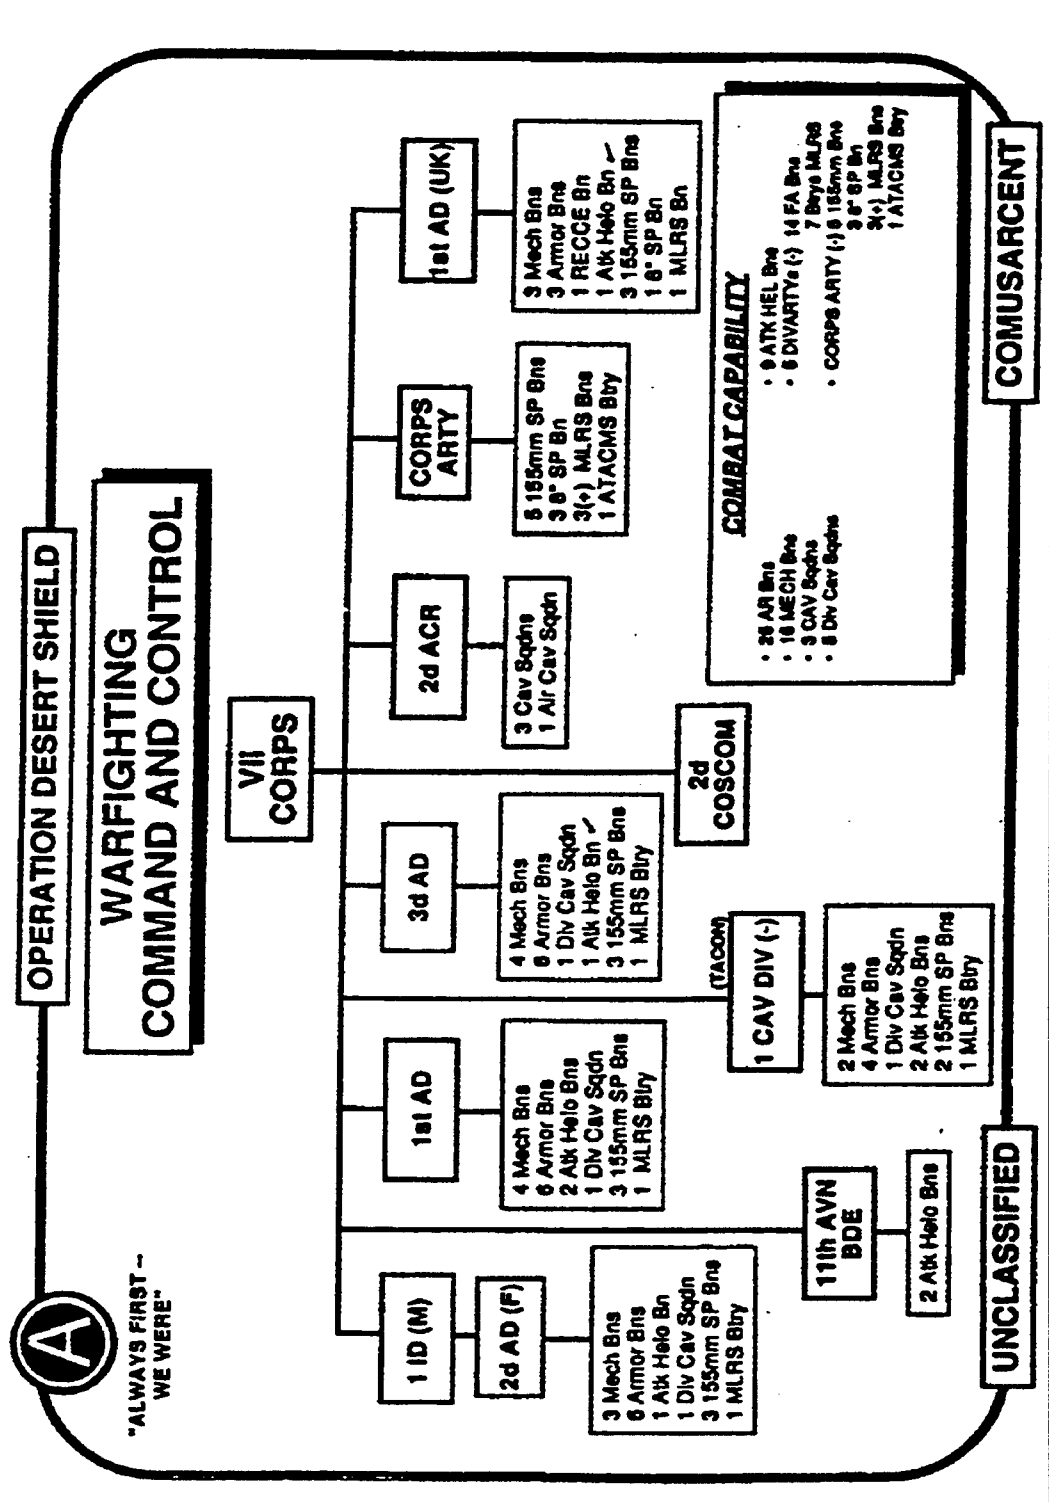 OPERATION DESERT SHIELD
"ALWAYS FIRST –
WE WERE"
A
WARFIGHTING
COMMAND AND CONTROL
VII
CORPS
1 ID (M)
2d AD (F)
3 Mech Bns
6 Armor Bns
1 Atk Helo Bn
1 Div Cav Sqdn
3 155mm SP Bns
1 MLRS Btry
11th AVN
BDE
2 Atk Helo Bns
1st AD
4 Mech Bns
6 Armor Bns
2 Atk Helo Bns
1 Div Cav Sqdn
3 155mm SP Bns
1 MLRS Btry
(TACON)
1 CAV DIV (-)
2 Mech Bns
4 Armor Bns
1 Div Cav Sqdn
2 Atk Helo Bns
2 155mm SP Bns
1 MLRS Btry
3d AD
4 Mech Bns
6 Armor Bns
1 Div Cav Sqdn
1 Atk Helo Bn ✓
3 155mm SP Bns
1 MLRS Btry
2d
COSCOM
2d ACR
3 Cav Sqdns
1 Air Cav Sqdn
CORPS
ARTY
5 155mm SP Bns
3 8" SP Bn
3(+) MLRS Bns
1 ATACMS Btry
1st AD (UK)
3 Mech Bns
3 Armor Bns
1 RECCE Bn
1 Atk Helo Bn ✓
3 155mm SP Bns
1 8" SP Bn
1 MLRS Bn
COMBAT CAPABILITY
• AR Bns
• 16 MECH Bns
• 3 CAV Sqdns
• Div Cav Sqdns
• 9 ATK HEL Bns
• DIVARTYs (-) 14 FA Bns
7 Btrys MLRS
• CORPS ARTY (-) 155mm Bns
3 8" SP Bn
3(+) MLRS Bns
1 ATACMS Btry
UNCLASSIFIED
COMUSARCENT